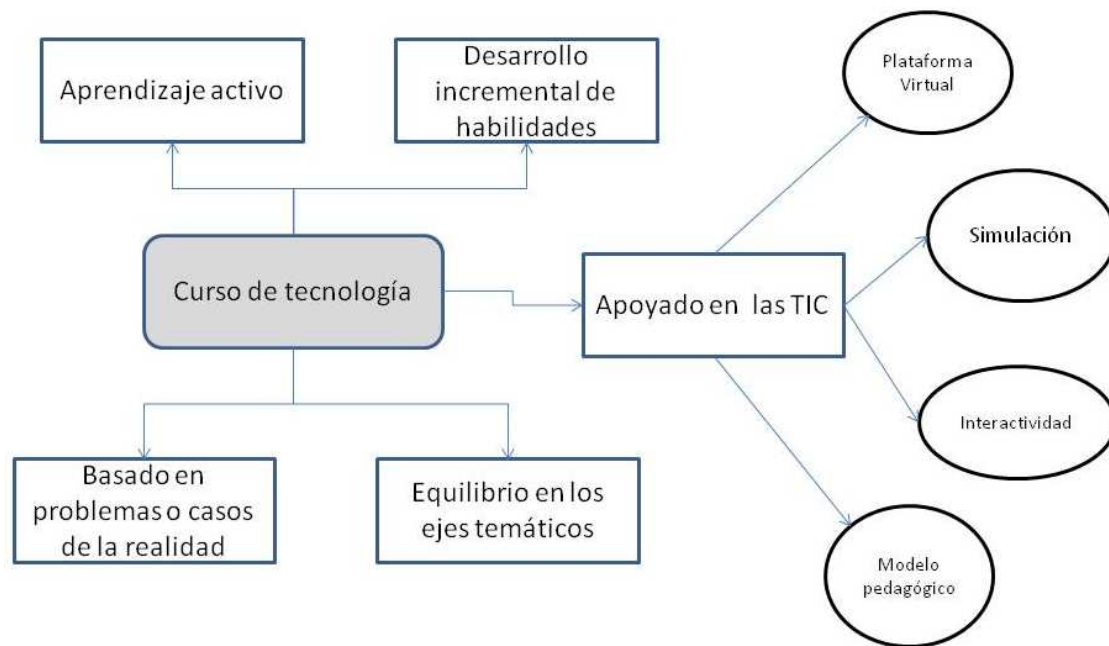 Aprendizaje activo
Desarrollo
incremental de
habilidades
Plataforma
Virtual
Simulación
Curso de tecnología
Apoyado en las TIC
Interactividad
Basado en
problemas o casos
de la realidad
Equilibrio en los
ejes temáticos
Modelo
pedagógico